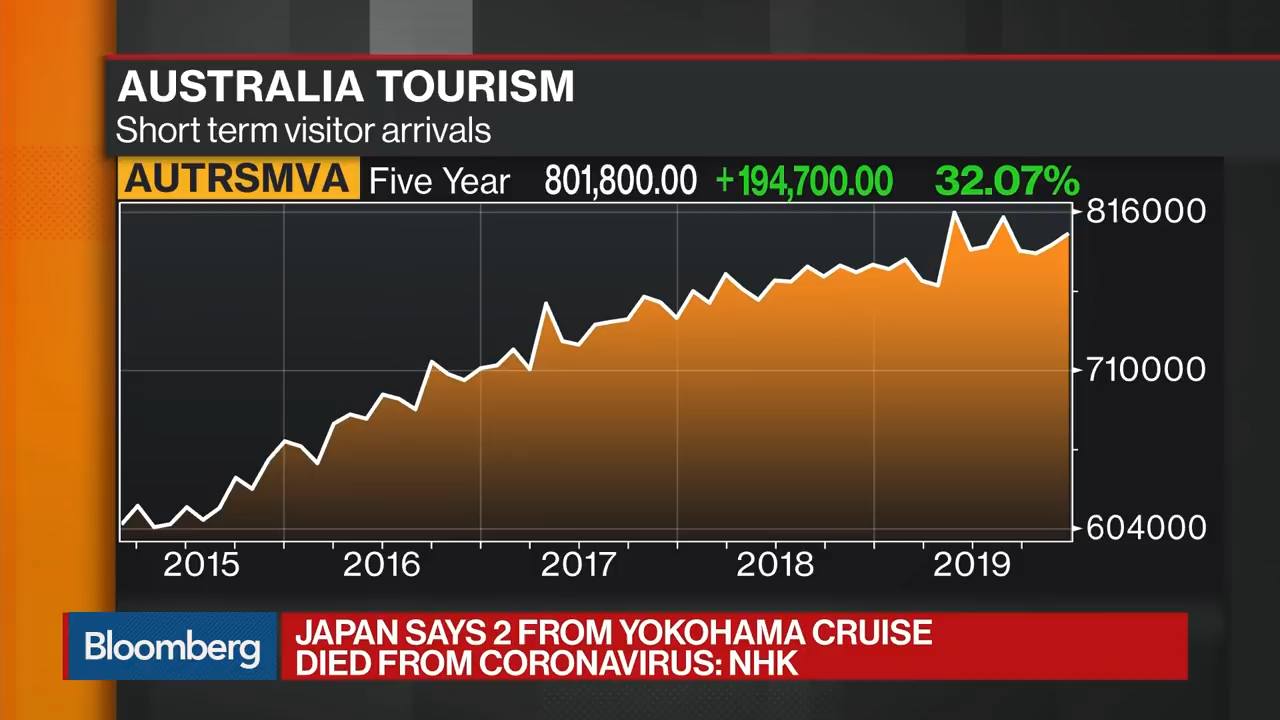 AUSTRALIA TOURISM
Short term visitor arrivals
AUTRSMVA Five Year 801,800.00 +194,700.00 32.07%
816000
710000
604000
2015 2016 2017 2018 2019
Bloomberg
JAPAN SAYS 2 FROM YOKOHAMA CRUISE
DIED FROM CORONAVIRUS: NHK